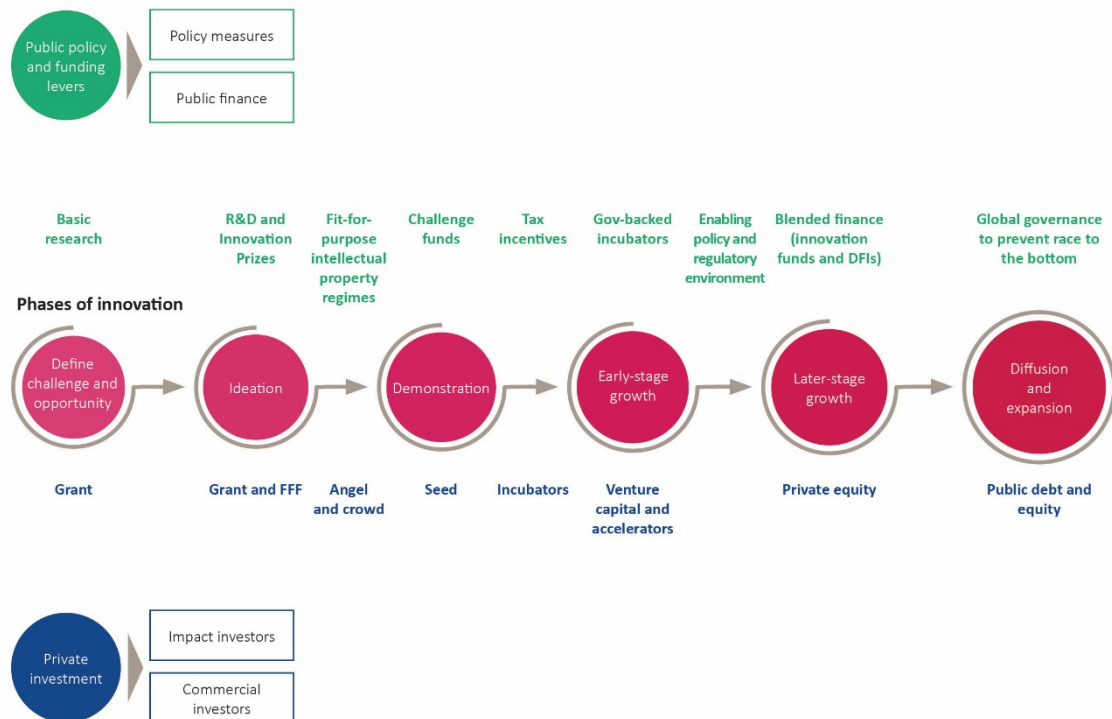 Public policy
and funding
levers
Policy measures
Public finance
Basic
research
R&D and
Innovation
Prizes
Fit-for-
purpose
intellectual
property
regimes
Challenge
funds
Tax
incentives
Gov-backed
incubators
Enabling
policy and
regulatory
environment
Blended finance
(innovation
funds and DFIs)
Global governance
to prevent race to
the bottom
Phases of innovation
Define
challenge and
opportunity
Ideation
Demonstration
Early-stage
growth
Later-stage
growth
Diffusion
and
expansion
Grant
Grant and FFF
Angel
and crowd
Seed
Incubators
Venture
capital and
accelerators
Private equity
Public debt and
equity
Private
investment
Impact investors
Commercial
investors